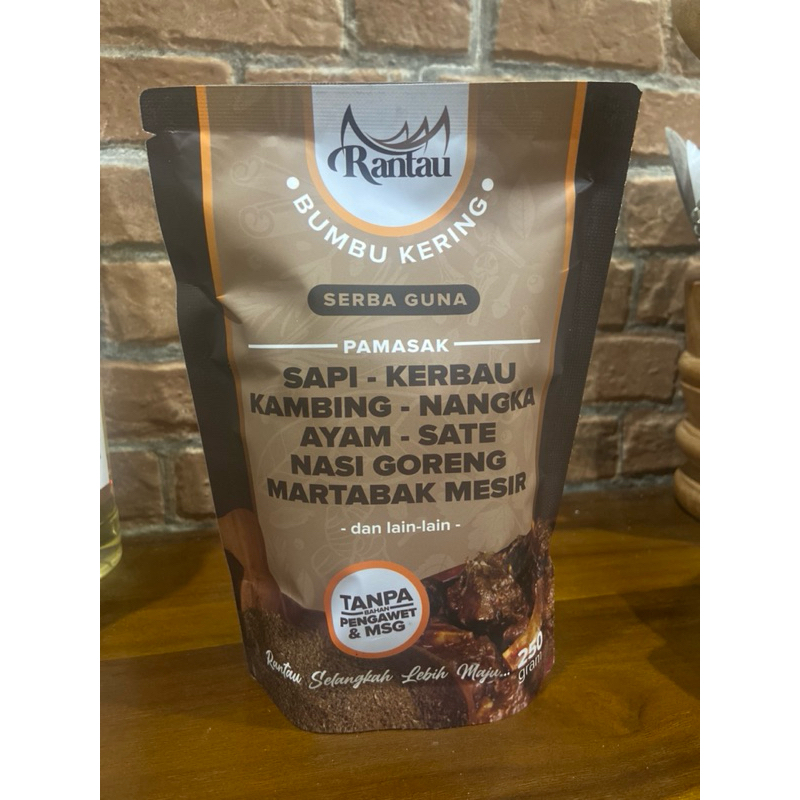 Rantau
BUMBU KERING
SERBA GUNA
PAMASAK
SAPI - KERBAU
KAMBING - NANGKA
AYAM - SATE
NASI GORENG
MARTABAK MESIR
- dan lain-lain -
TANPA
BAHAN
PENGAWET
& MSG
Rantau Selangkah Lebih Maju...
250
gram